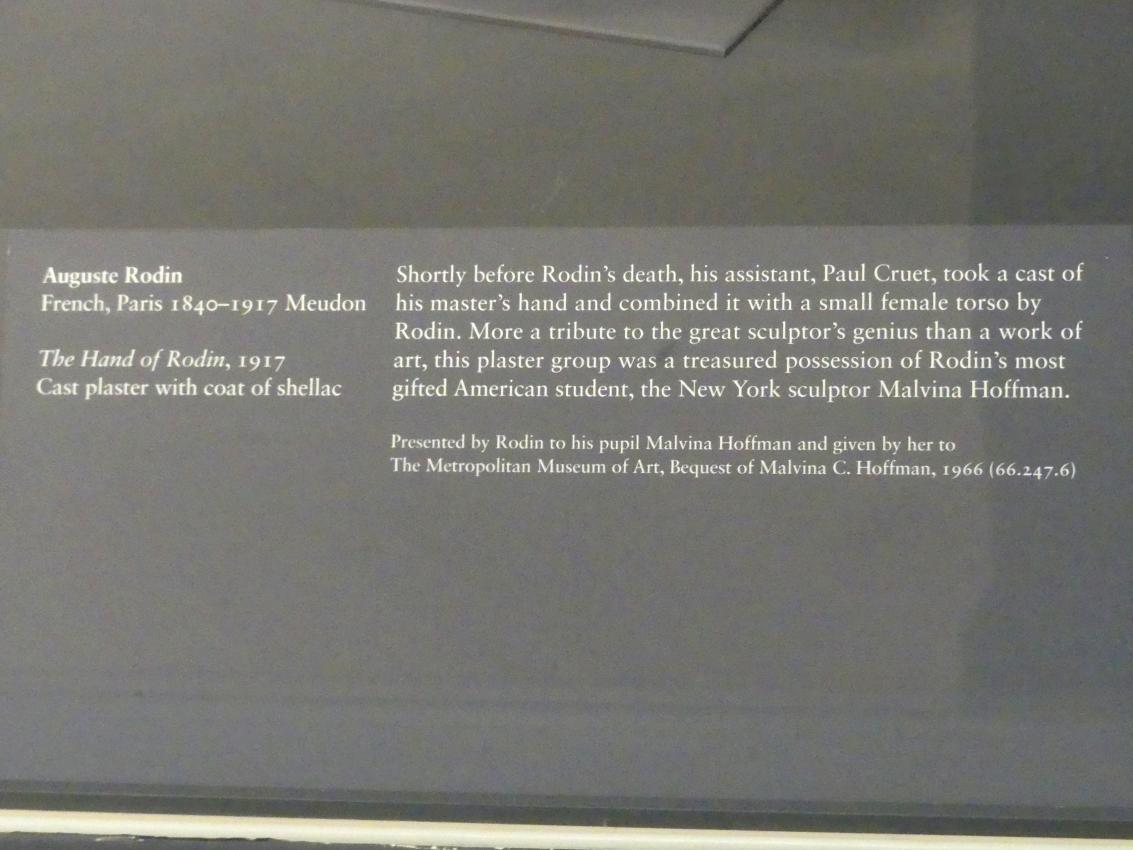 Auguste Rodin
French, Paris 1840–1917 Meudon
The Hand of Rodin, 1917
Cast plaster with coat of shellac
Shortly before Rodin's death, his assistant, Paul Cruet, took a cast of
his master's hand and combined it with a small female torso by
Rodin. More a tribute to the great sculptor's genius than a work of
art, this plaster group was a treasured possession of Rodin's most
gifted American student, the New York sculptor Malvina Hoffman.
Presented by Rodin to his pupil Malvina Hoffman and given by her to
The Metropolitan Museum of Art, Bequest of Malvina C. Hoffman, 1966 (66.247.6)